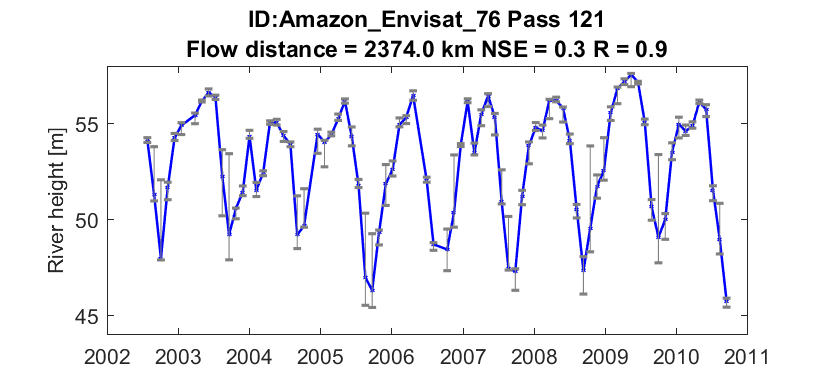 ID:Amazon_Envisat_76 Pass 121
Flow distance = 2374.0 km NSE = 0.3 R = 0.9
River height [m]
55
50
45
2002 2003 2004 2005 2006 2007 2008 2009 2010 2011